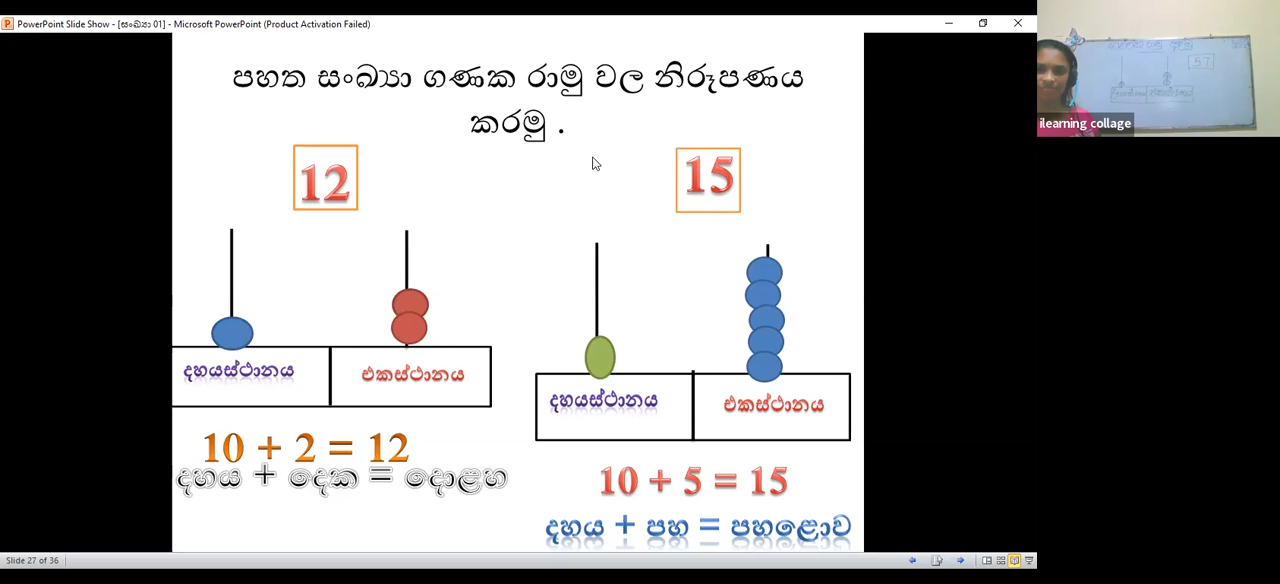 PowerPoint Slide Show - [සංඛ්‍යා 01] - Microsoft PowerPoint (Product Activation Failed)
පහත සංඛ්‍යා ගණක රාමු වල නිරූපණය
කරමු .
12
15
දහයස්ථානය
එකස්ථානය
දහයස්ථානය
එකස්ථානය
10 + 2 = 12
දහය + දෙක = දොළහ
10 + 5 = 15
දහය + පහ = පහළොව
57
ilearning collage
Slide 27 of 36